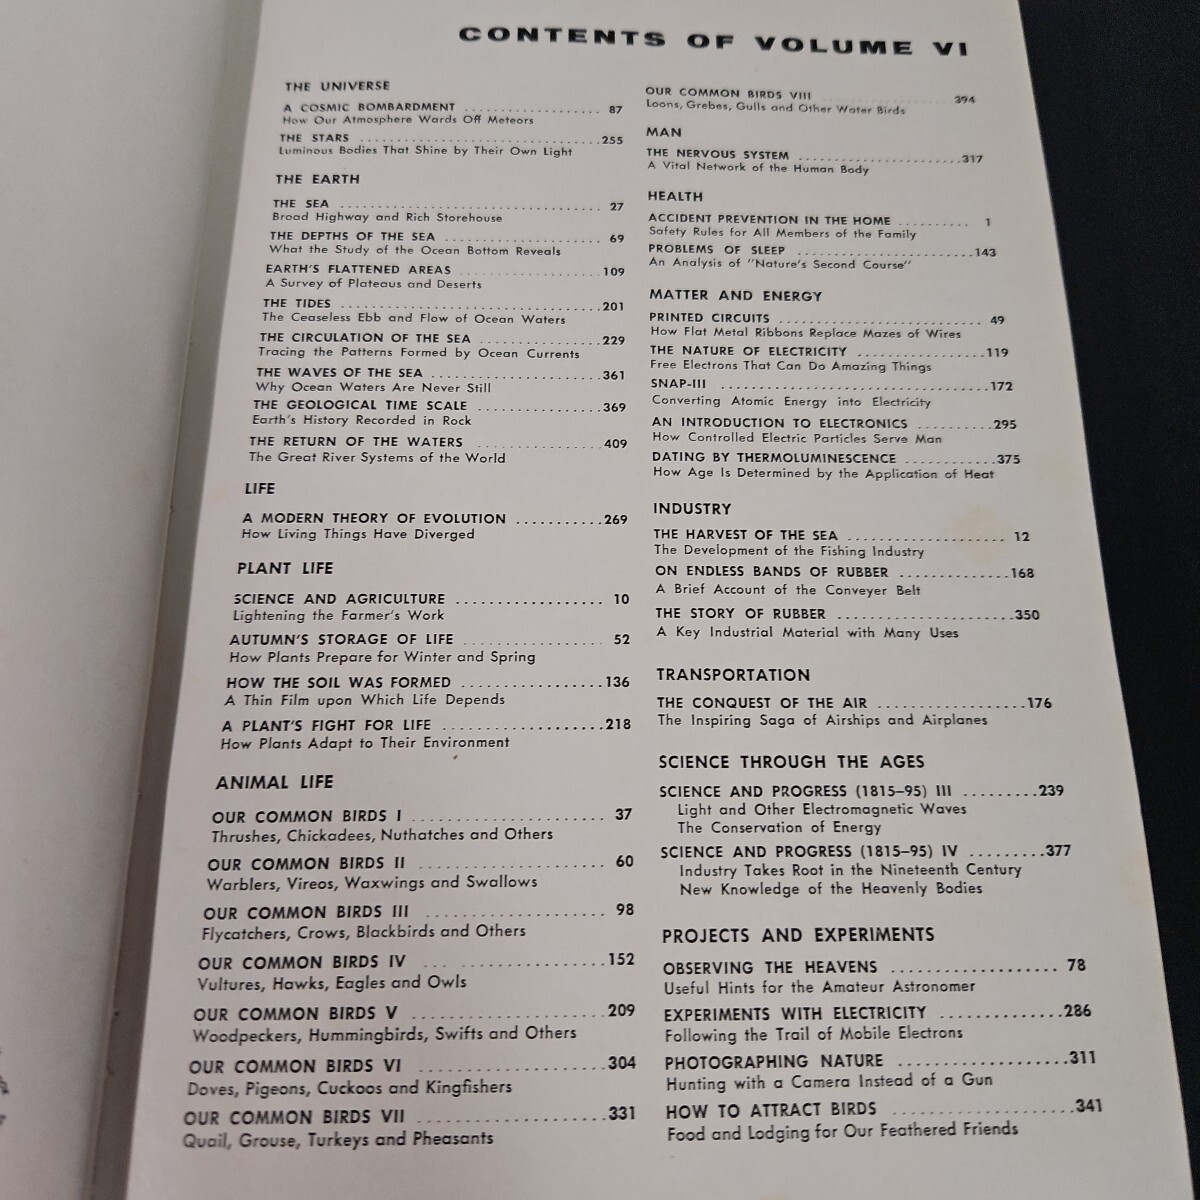 CONTENTS OF VOLUME VI
THE UNIVERSE
A COSMIC BOMBARDMENT .................. 87
How Our Atmosphere Wards Off Meteors
THE STARS ..................................255
Luminous Bodies That Shine by Their Own Light
THE EARTH
THE SEA .................................... 27
Broad Highway and Rich Storehouse
THE DEPTHS OF THE SEA ..................... 69
What the Study of the Ocean Bottom Reveals
EARTH'S FLATTENED AREAS ...................109
A Survey of Plateaus and Deserts
THE TIDES ..................................201
The Ceaseless Ebb and Flow of Ocean Waters
THE CIRCULATION OF THE SEA ................229
Tracing the Patterns Formed by Ocean Currents
THE WAVES OF THE SEA ......................361
Why Ocean Waters Are Never Still
THE GEOLOGICAL TIME SCALE ................369
Earth's History Recorded in Rock
THE RETURN OF THE WATERS ................409
The Great River Systems of the World
LIFE
A MODERN THEORY OF EVOLUTION ...........269
How Living Things Have Diverged
PLANT LIFE
SCIENCE AND AGRICULTURE .................. 10
Lightening the Farmer's Work
AUTUMN'S STORAGE OF LIFE ................. 52
How Plants Prepare for Winter and Spring
HOW THE SOIL WAS FORMED .................136
A Thin Film upon Which Life Depends
A PLANT'S FIGHT FOR LIFE ...................218
How Plants Adapt to Their Environment
ANIMAL LIFE
OUR COMMON BIRDS I ...................... 37
Thrushes, Chickadees, Nuthatches and Others
OUR COMMON BIRDS II ...................... 60
Warblers, Vireos, Waxwings and Swallows
OUR COMMON BIRDS III ..................... 98
Flycatchers, Crows, Blackbirds and Others
OUR COMMON BIRDS IV .....................152
Vultures, Hawks, Eagles and Owls
OUR COMMON BIRDS V ......................209
Woodpeckers, Hummingbirds, Swifts and Others
OUR COMMON BIRDS VI .....................304
Doves, Pigeons, Cuckoos and Kingfishers
OUR COMMON BIRDS VII .....................331
Quail, Grouse, Turkeys and Pheasants
OUR COMMON BIRDS VIII ....................394
Loons, Grebes, Gulls and Other Water Birds
MAN
THE NERVOUS SYSTEM .......................317
A Vital Network of the Human Body
HEALTH
ACCIDENT PREVENTION IN THE HOME .......... 1
Safety Rules for All Members of the Family
PROBLEMS OF SLEEP ........................143
An Analysis of "Nature's Second Course"
MATTER AND ENERGY
PRINTED CIRCUITS .......................... 49
How Flat Metal Ribbons Replace Mazes of Wires
THE NATURE OF ELECTRICITY .................119
Free Electrons That Can Do Amazing Things
SNAP-III ....................................172
Converting Atomic Energy into Electricity
AN INTRODUCTION TO ELECTRONICS ..........295
How Controlled Electric Particles Serve Man
DATING BY THERMOLUMINESCENCE ............375
How Age Is Determined by the Application of Heat
INDUSTRY
THE HARVEST OF THE SEA .................... 12
The Development of the Fishing Industry
ON ENDLESS BANDS OF RUBBER ..............168
A Brief Account of the Conveyer Belt
THE STORY OF RUBBER ......................350
A Key Industrial Material with Many Uses
TRANSPORTATION
THE CONQUEST OF THE AIR ..................176
The Inspiring Saga of Airships and Airplanes
SCIENCE THROUGH THE AGES
SCIENCE AND PROGRESS (1815–95) III .........239
Light and Other Electromagnetic Waves
The Conservation of Energy
SCIENCE AND PROGRESS (1815–95) IV .........377
Industry Takes Root in the Nineteenth Century
New Knowledge of the Heavenly Bodies
PROJECTS AND EXPERIMENTS
OBSERVING THE HEAVENS ................... 78
Useful Hints for the Amateur Astronomer
EXPERIMENTS WITH ELECTRICITY ..............286
Following the Trail of Mobile Electrons
PHOTOGRAPHING NATURE ...................311
Hunting with a Camera Instead of a Gun
HOW TO ATTRACT BIRDS ....................341
Food and Lodging for Our Feathered Friends